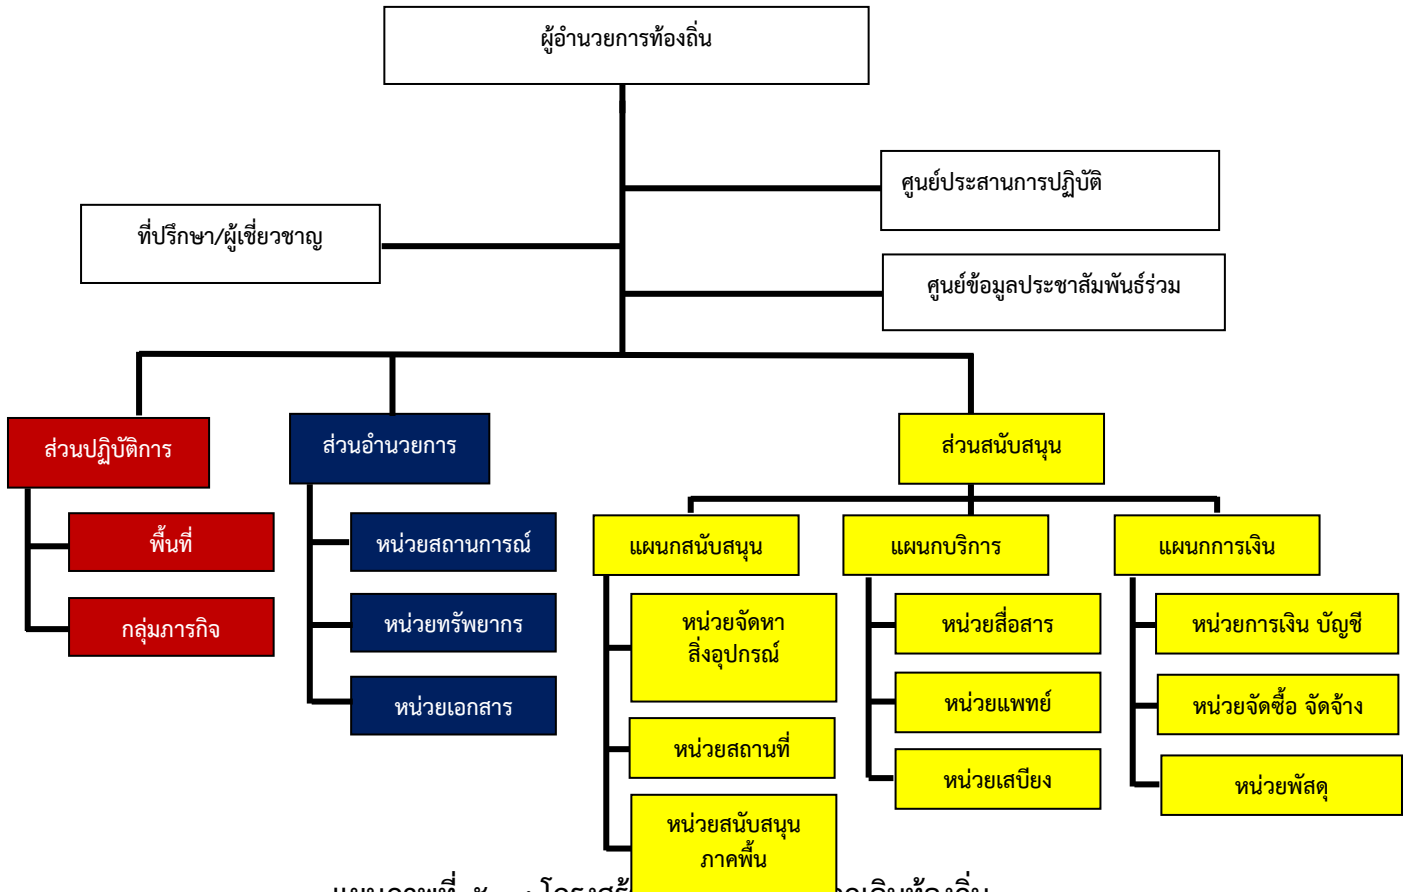 ผู้อำนวยการท้องถิ่น
ศูนย์ประสานการปฏิบัติ
ที่ปรึกษา/ผู้เชี่ยวชาญ
ศูนย์ข้อมูลประชาสัมพันธ์ร่วม
ส่วนปฏิบัติการ
พื้นที่
กลุ่มภารกิจ
ส่วนอำนวยการ
หน่วยสถานการณ์
หน่วยทรัพยากร
หน่วยเอกสาร
ส่วนสนับสนุน
แผนกสนับสนุน
หน่วยจัดหา
สิ่งอุปกรณ์
หน่วยสถานที่
หน่วยสนับสนุน
ภาคพื้น
แผนกบริการ
หน่วยสื่อสาร
หน่วยแพทย์
หน่วยเสบียง
แผนกการเงิน
หน่วยการเงิน บัญชี
หน่วยจัดซื้อ จัดจ้าง
หน่วยพัสดุ
แผนภาพที่